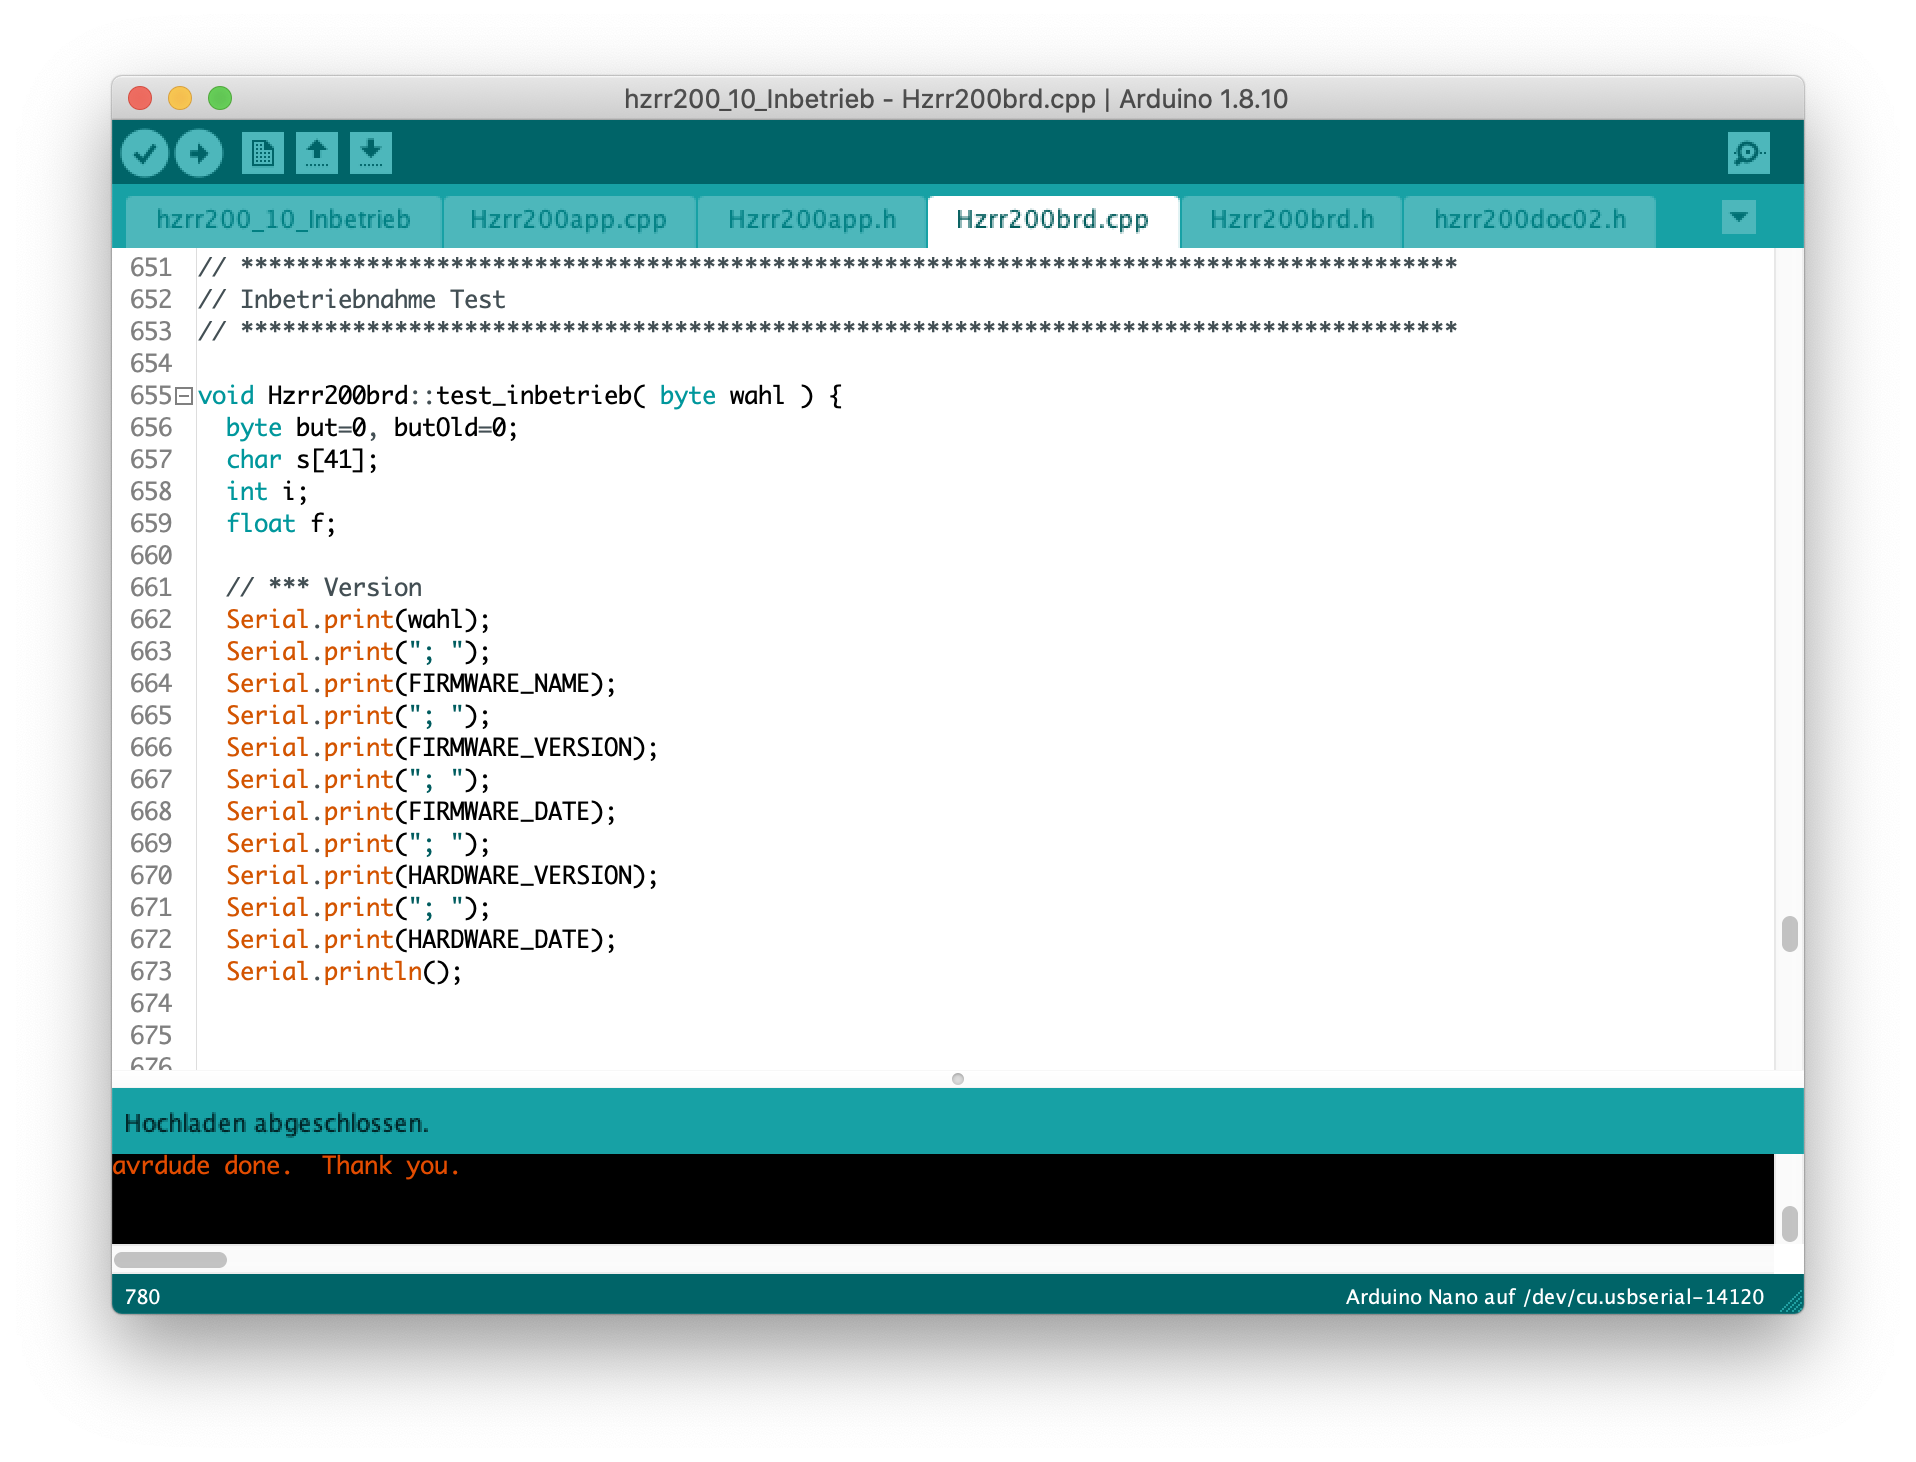 hzrr200_10_Inbetrieb - Hzrr200brd.cpp | Arduino 1.8.10
hzrr200_10_Inbetrieb Hzrr200app.cpp Hzrr200app.h Hzrr200brd.cpp Hzrr200brd.h hzrr200doc02.h
651 // ***************************************************************************************
652 // Inbetriebnahme Test
653 // ***************************************************************************************
654
655 void Hzrr200brd::test_inbetrieb( byte wahl ) {
656 byte but=0, butOld=0;
657 char s[41];
658 int i;
659 float f;
660
661 // *** Version
662 Serial.print(wahl);
663 Serial.print("; ");
664 Serial.print(FIRMWARE_NAME);
665 Serial.print("; ");
666 Serial.print(FIRMWARE_VERSION);
667 Serial.print("; ");
668 Serial.print(FIRMWARE_DATE);
669 Serial.print("; ");
670 Serial.print(HARDWARE_VERSION);
671 Serial.print("; ");
672 Serial.print(HARDWARE_DATE);
673 Serial.println();
674
675
676
Hochladen abgeschlossen.
avrdude done.  Thank you.
780 Arduino Nano auf /dev/cu.usbserial-14120